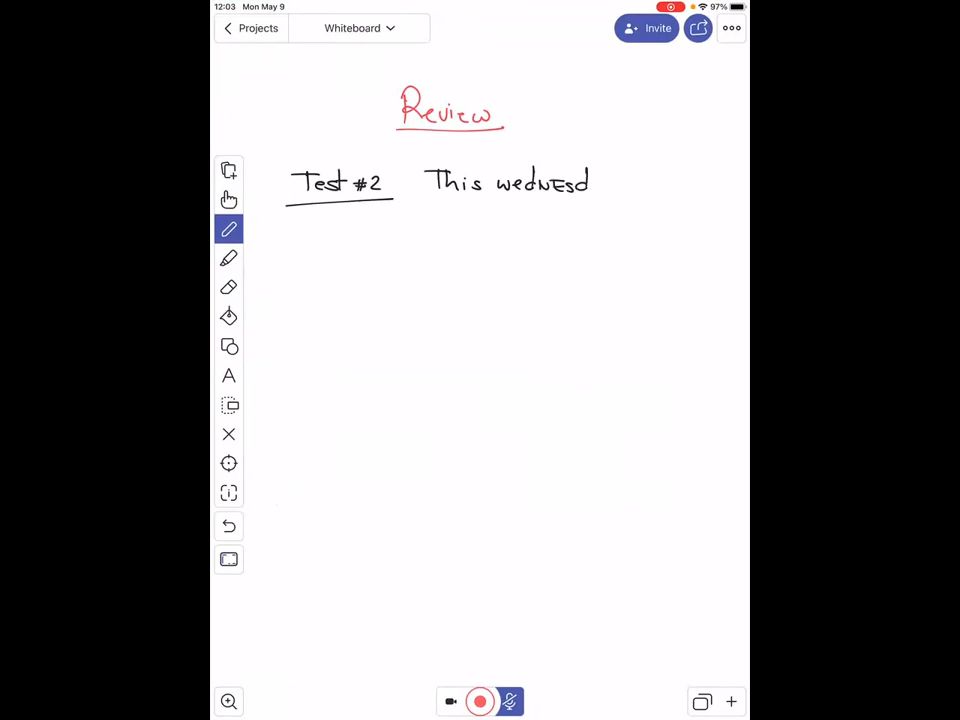 12:03 Mon May 9 97%
Projects Whiteboard Invite
Review
Test #2 This wednEsd
A